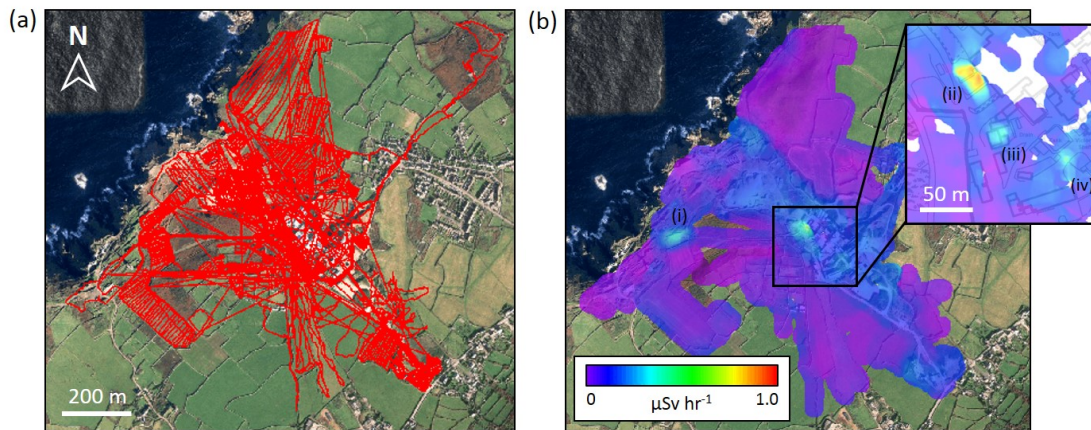 (a)
N
200 m
(b)
(i)
(ii)
(iii)
(iv)
50 m
0 µSv hr⁻¹ 1.0